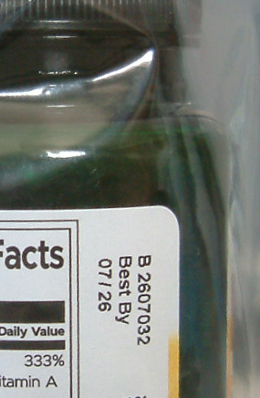 Facts
Daily Value
333%
itamin A
B 2607032
Best By
07/26